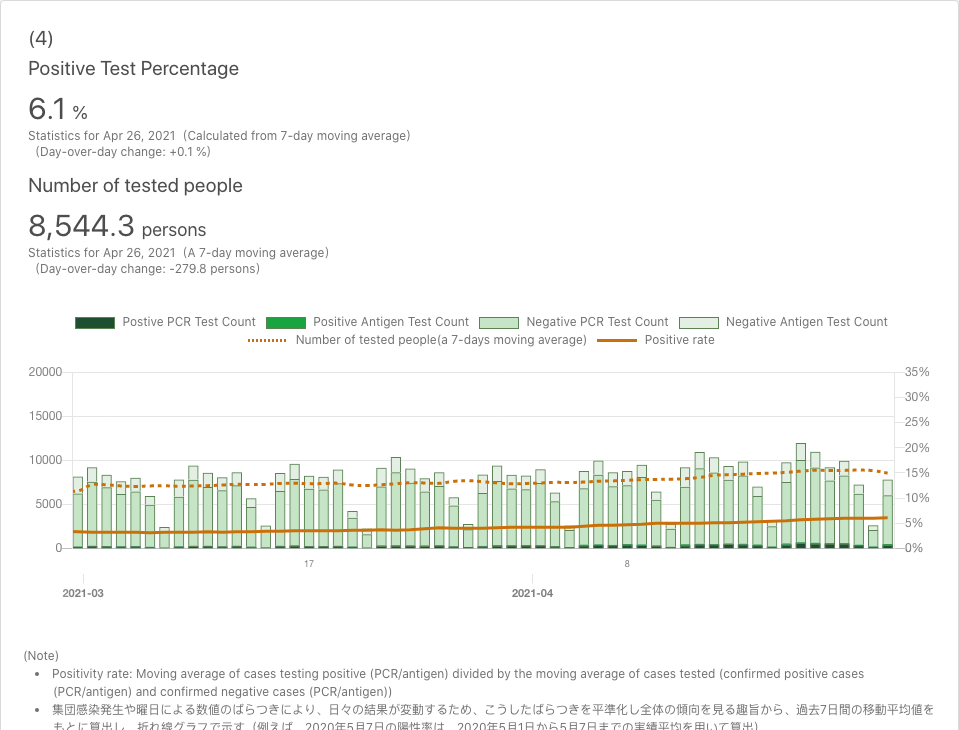 (4)
Positive Test Percentage
6.1 %
Statistics for Apr 26, 2021 (Calculated from 7-day moving average)
(Day-over-day change: +0.1 %)
Number of tested people
8,544.3 persons
Statistics for Apr 26, 2021 (A 7-day moving average)
(Day-over-day change: -279.8 persons)
Postive PCR Test Count Positive Antigen Test Count Negative PCR Test Count Negative Antigen Test Count
Number of tested people(a 7-days moving average) Positive rate
20000 35%
30%
15000 25%
20%
10000 15%
10%
5000 5%
0 0%
17 8
2021-03 2021-04
(Note)
• Positivity rate: Moving average of cases testing positive (PCR/antigen) divided by the moving average of cases tested (confirmed positive cases
(PCR/antigen) and confirmed negative cases (PCR/antigen))
• 集団感染発生や曜日による数値のばらつきにより、日々の結果が変動するため、こうしたばらつきを平準化し全体の傾向を見る趣旨から、過去7日間の移動平均値を
もとに算出し、折れ線グラフで示す（例えば、2020年5月7日の陽性率は、2020年5月1日から5月7日までの実績平均を用いて算出）